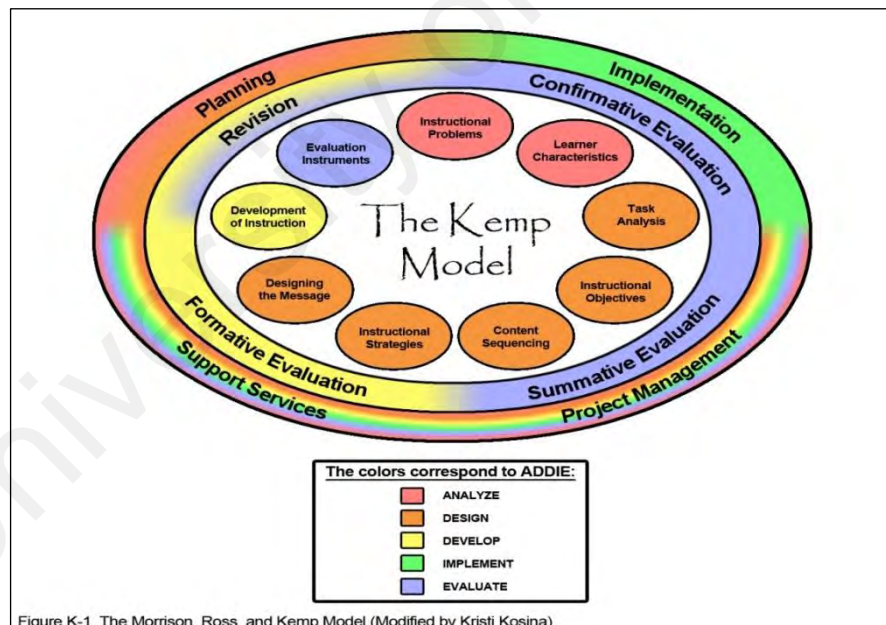 Planning
Implementation
Revision
Confirmative Evaluation
Instructional
Problems
Evaluation
Instruments
Learner
Characteristics
Development
of Instruction
Task
Analysis
The Kemp
Model
Designing
the Message
Instructional
Objectives
Instructional
Strategies
Content
Sequencing
Formative Evaluation
Summative Evaluation
Support Services
Project Management
The colors correspond to ADDIE:
ANALYZE
DESIGN
DEVELOP
IMPLEMENT
EVALUATE
Figure K-1. The Morrison, Ross, and Kemp Model (Modified by Kristi Kosina)
University o